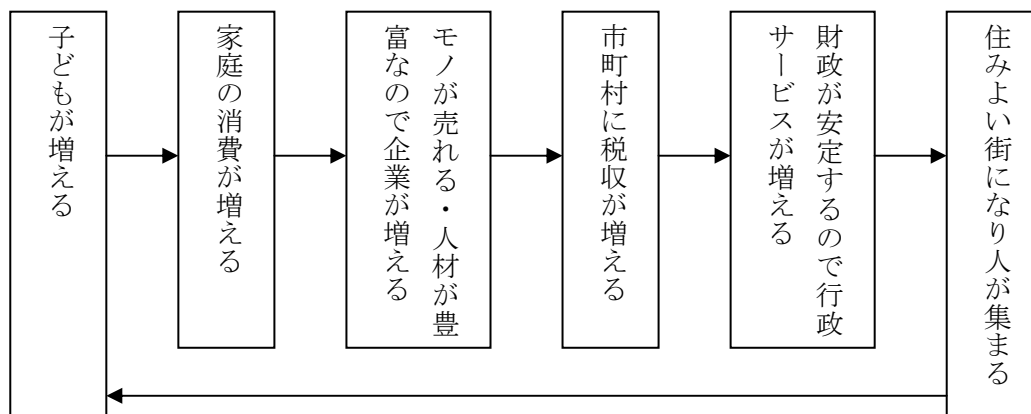 子どもが増える
家庭の消費が増える
モノが売れる・人材が豊
富なので企業が増える
市町村に税収が増える
財政が安定するので行政
サービスが増える
住みよい街になり人が集まる